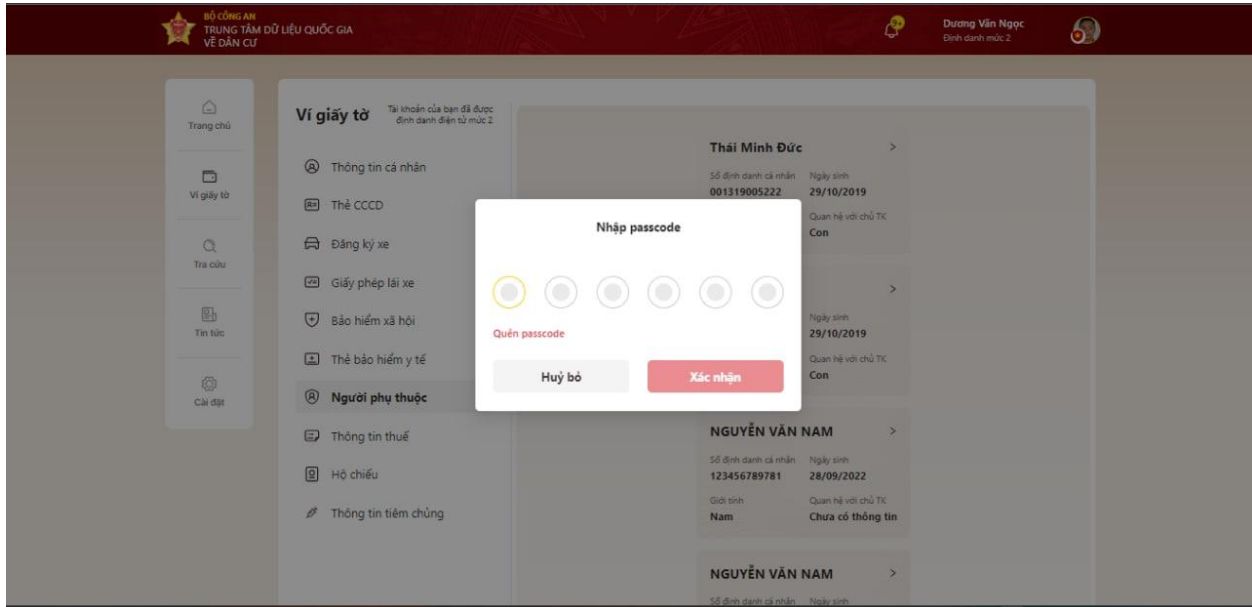 BỘ CÔNG AN
TRUNG TÂM DỮ LIỆU QUỐC GIA
VỀ DÂN CƯ
9+
Dương Văn Ngọc
Định danh mức 2
Trang chủ
Ví giấy tờ
Tra cứu
Tin tức
Cài đặt
Ví giấy tờ
Tài khoản của bạn đã được
định danh điện tử mức 2
Thông tin cá nhân
Thẻ CCCD
Đăng ký xe
Giấy phép lái xe
Bảo hiểm xã hội
Thẻ bảo hiểm y tế
Người phụ thuộc
Thông tin thuế
Hộ chiếu
Thông tin tiêm chủng
Nhập passcode
Quên passcode
Huỷ bỏ
Xác nhận
Thái Minh Đức
Số định danh cá nhân Ngày sinh
001319005222 29/10/2019
Quan hệ với chủ TK
Con
Ngày sinh
29/10/2019
Quan hệ với chủ TK
Con
NGUYỄN VĂN NAM
Số định danh cá nhân Ngày sinh
123456789781 28/09/2022
Giới tính Quan hệ với chủ TK
Nam Chưa có thông tin
NGUYỄN VĂN NAM
Số định danh cá nhân Ngày sinh